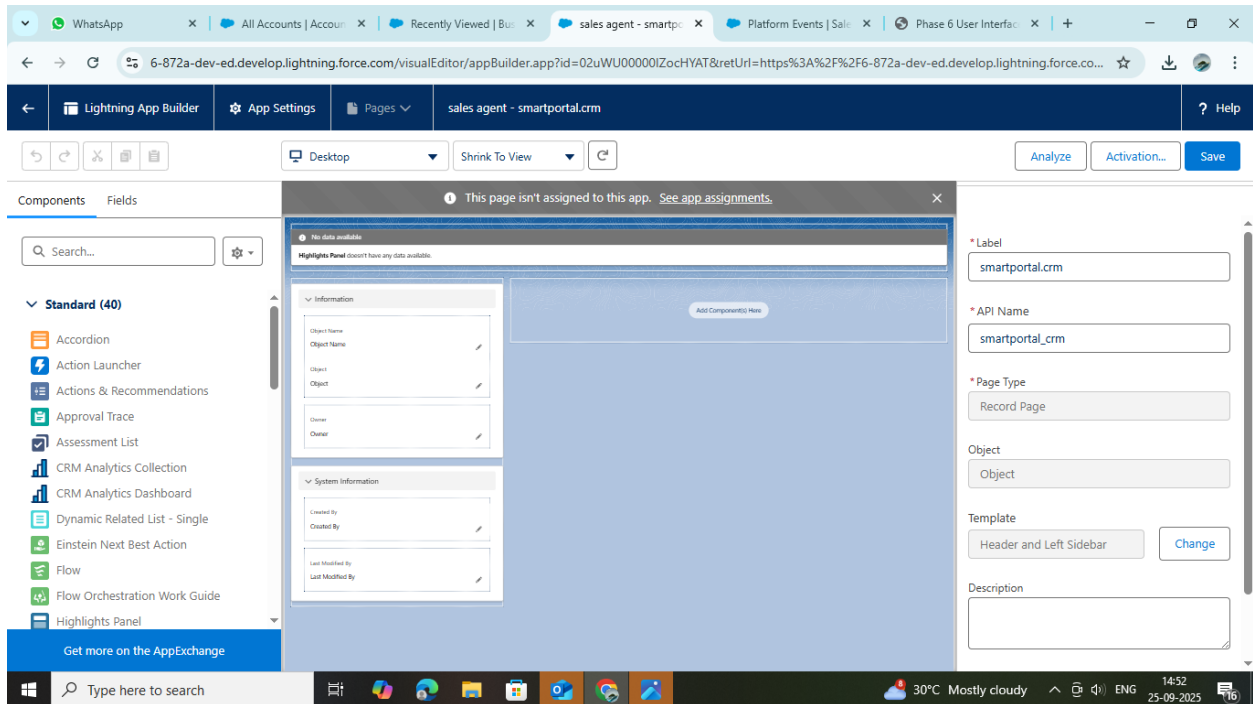 WhatsApp
All Accounts | Accoun
Recently Viewed | Bus
sales agent - smartpo
Platform Events | Sale
Phase 6 User Interfac
6-872a-dev-ed.develop.lightning.force.com/visualEditor/appBuilder.app?id=02uWU00000IZocHYAT&retUrl=https%3A%2F%2F6-872a-dev-ed.develop.lightning.force.co...
Lightning App Builder
App Settings
Pages
sales agent - smartportal.crm
? Help
Desktop
Shrink To View
Analyze
Activation...
Save
Components
Fields
This page isn't assigned to this app. See app assignments.
Search...
Standard (40)
Accordion
Action Launcher
Actions & Recommendations
Approval Trace
Assessment List
CRM Analytics Collection
CRM Analytics Dashboard
Dynamic Related List - Single
Einstein Next Best Action
Flow
Flow Orchestration Work Guide
Highlights Panel
Get more on the AppExchange
No data available
Highlights Panel doesn't have any data available.
Information
Object Name
Object Name
Object
Object
Owner
Owner
System Information
Created By
Created By
Last Modified By
Last Modified By
Add Component(s) Here
*Label
smartportal.crm
*API Name
smartportal_crm
*Page Type
Record Page
Object
Object
Template
Header and Left Sidebar
Change
Description
Type here to search
30°C Mostly cloudy
ENG
14:52
25-09-2025
16